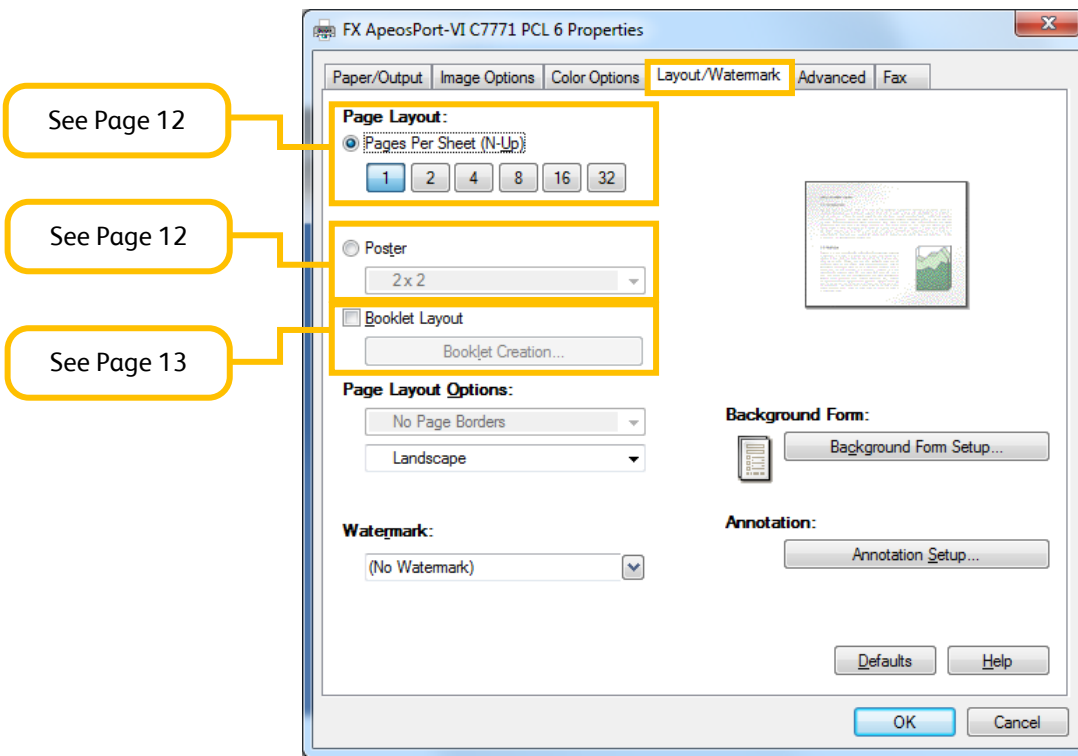 FX ApeosPort-VI C7771 PCL 6 Properties
Paper/Output Image Options Color Options Layout/Watermark Advanced Fax
See Page 12
Page Layout:
Pages Per Sheet (N-Up)
1 2 4 8 16 32
See Page 12
Poster
2 x 2
See Page 13
Booklet Layout
Booklet Creation...
Page Layout Options:
No Page Borders
Landscape
Background Form:
Background Form Setup...
Watermark:
(No Watermark)
Annotation:
Annotation Setup...
Defaults Help
OK Cancel